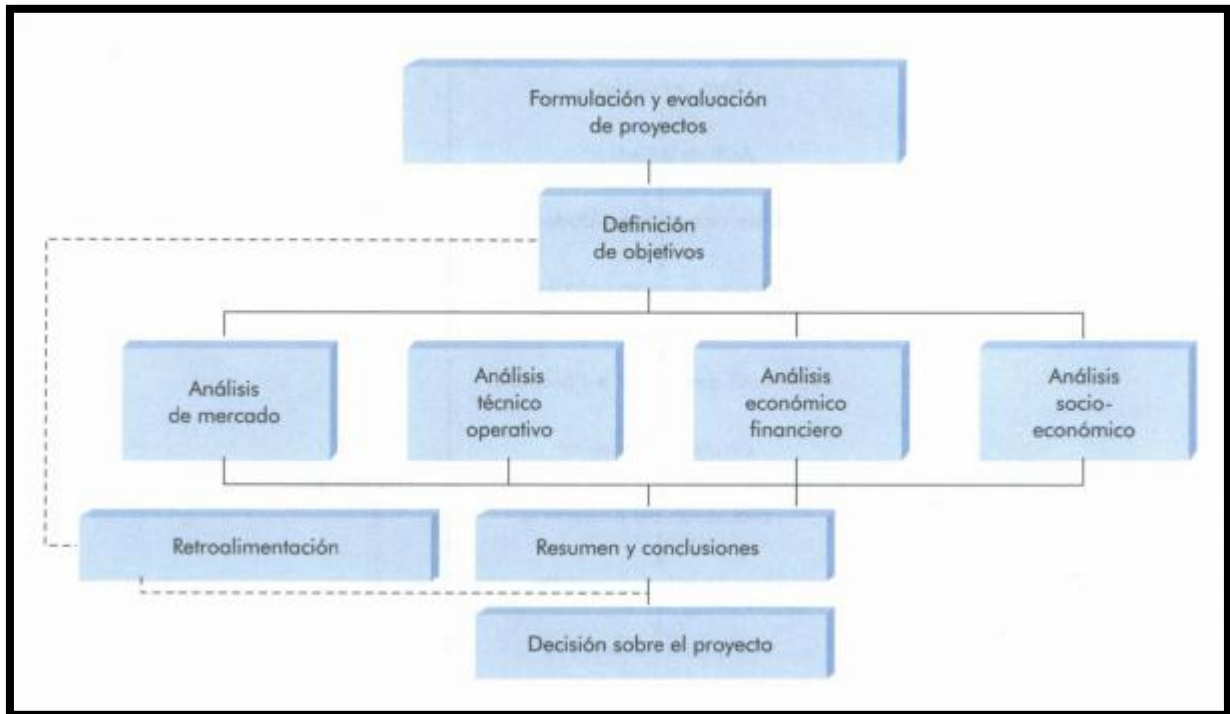 Formulación y evaluación
de proyectos
Definición
de objetivos
Análisis
de mercado
Análisis
técnico
operativo
Análisis
económico
financiero
Análisis
socio-
económico
Retroalimentación
Resumen y conclusiones
Decisión sobre el proyecto